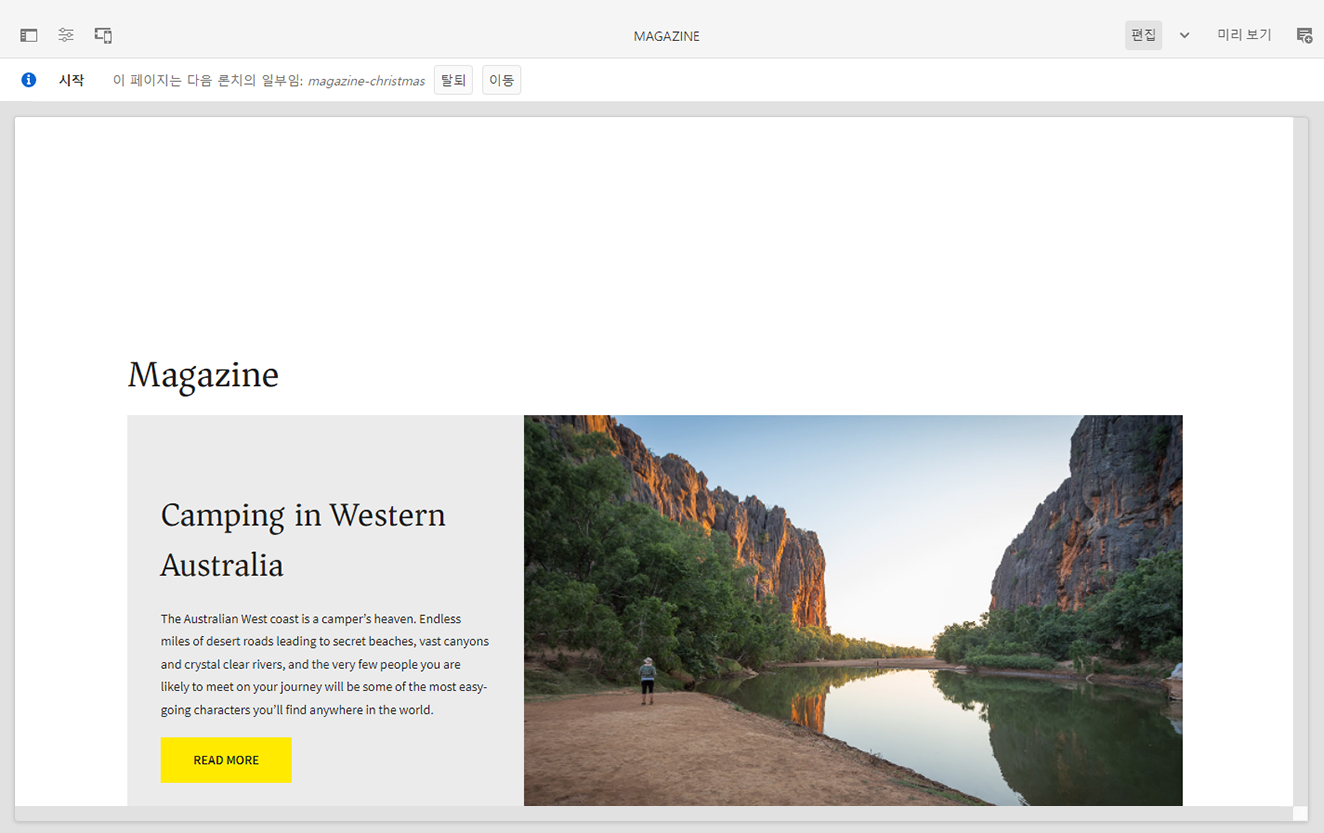 MAGAZINE
편집
미리 보기
시작 이 페이지는 다음 론치의 일부임: magazine-christmas 탈퇴 이동
Magazine
Camping in Western
Australia
The Australian West coast is a camper’s heaven. Endless
miles of desert roads leading to secret beaches, vast canyons
and crystal clear rivers, and the very few people you are
likely to meet on your journey will be some of the most easy-
going characters you’ll find anywhere in the world.
READ MORE